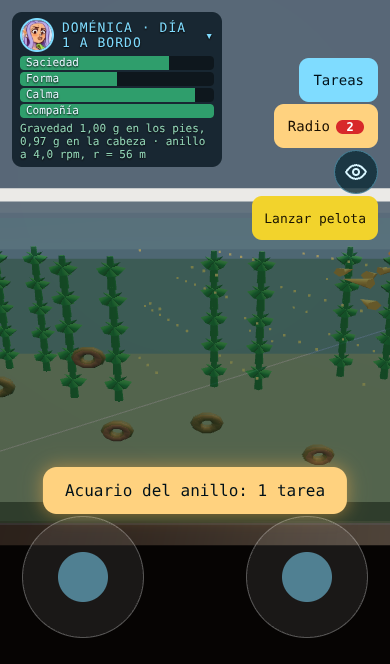 DOMÉNICA · DÍA
1 A BORDO
▾
Saciedad
Forma
Calma
Compañía
Gravedad 1,00 g en los pies,
0,97 g en la cabeza · anillo
a 4,0 rpm, r = 56 m
Tareas
Radio 2
Lanzar pelota
Acuario del anillo: 1 tarea